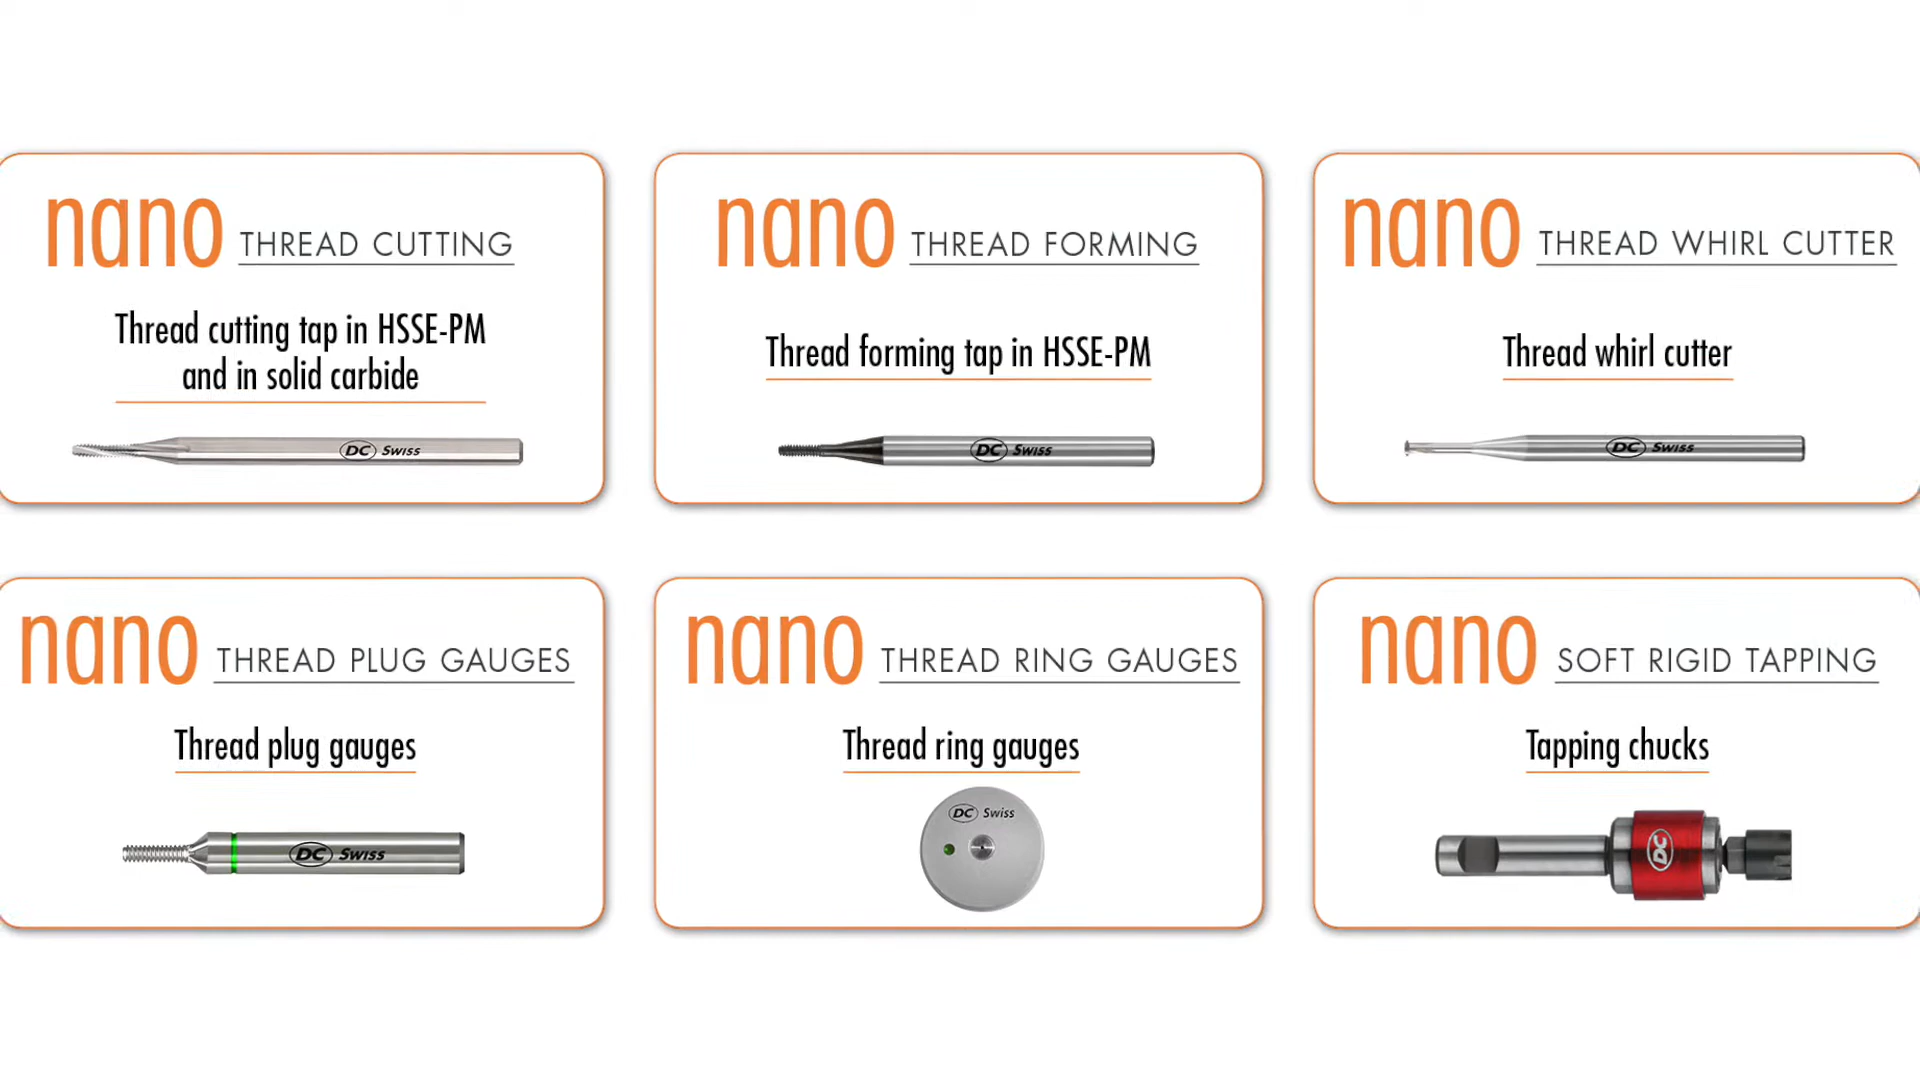 nano THREAD CUTTING
Thread cutting tap in HSSE-PM
and in solid carbide
DC Swiss
nano THREAD FORMING
Thread forming tap in HSSE-PM
DC Swiss
nano THREAD WHIRL CUTTER
Thread whirl cutter
DC Swiss
nano THREAD PLUG GAUGES
Thread plug gauges
DC Swiss
nano THREAD RING GAUGES
Thread ring gauges
DC Swiss
nano SOFT RIGID TAPPING
Tapping chucks
DC